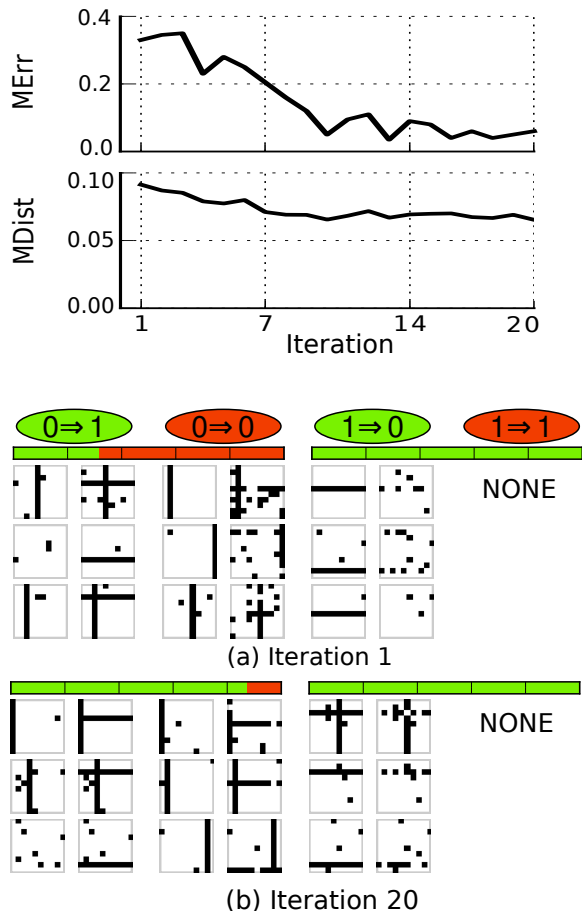 0.4
MErr
0.2
0.0
0.10
MDist
0.05
0.00
1 7 14 20
Iteration
0⇒1 0⇒0 1⇒0 1⇒1
NONE
(a) Iteration 1
NONE
(b) Iteration 20